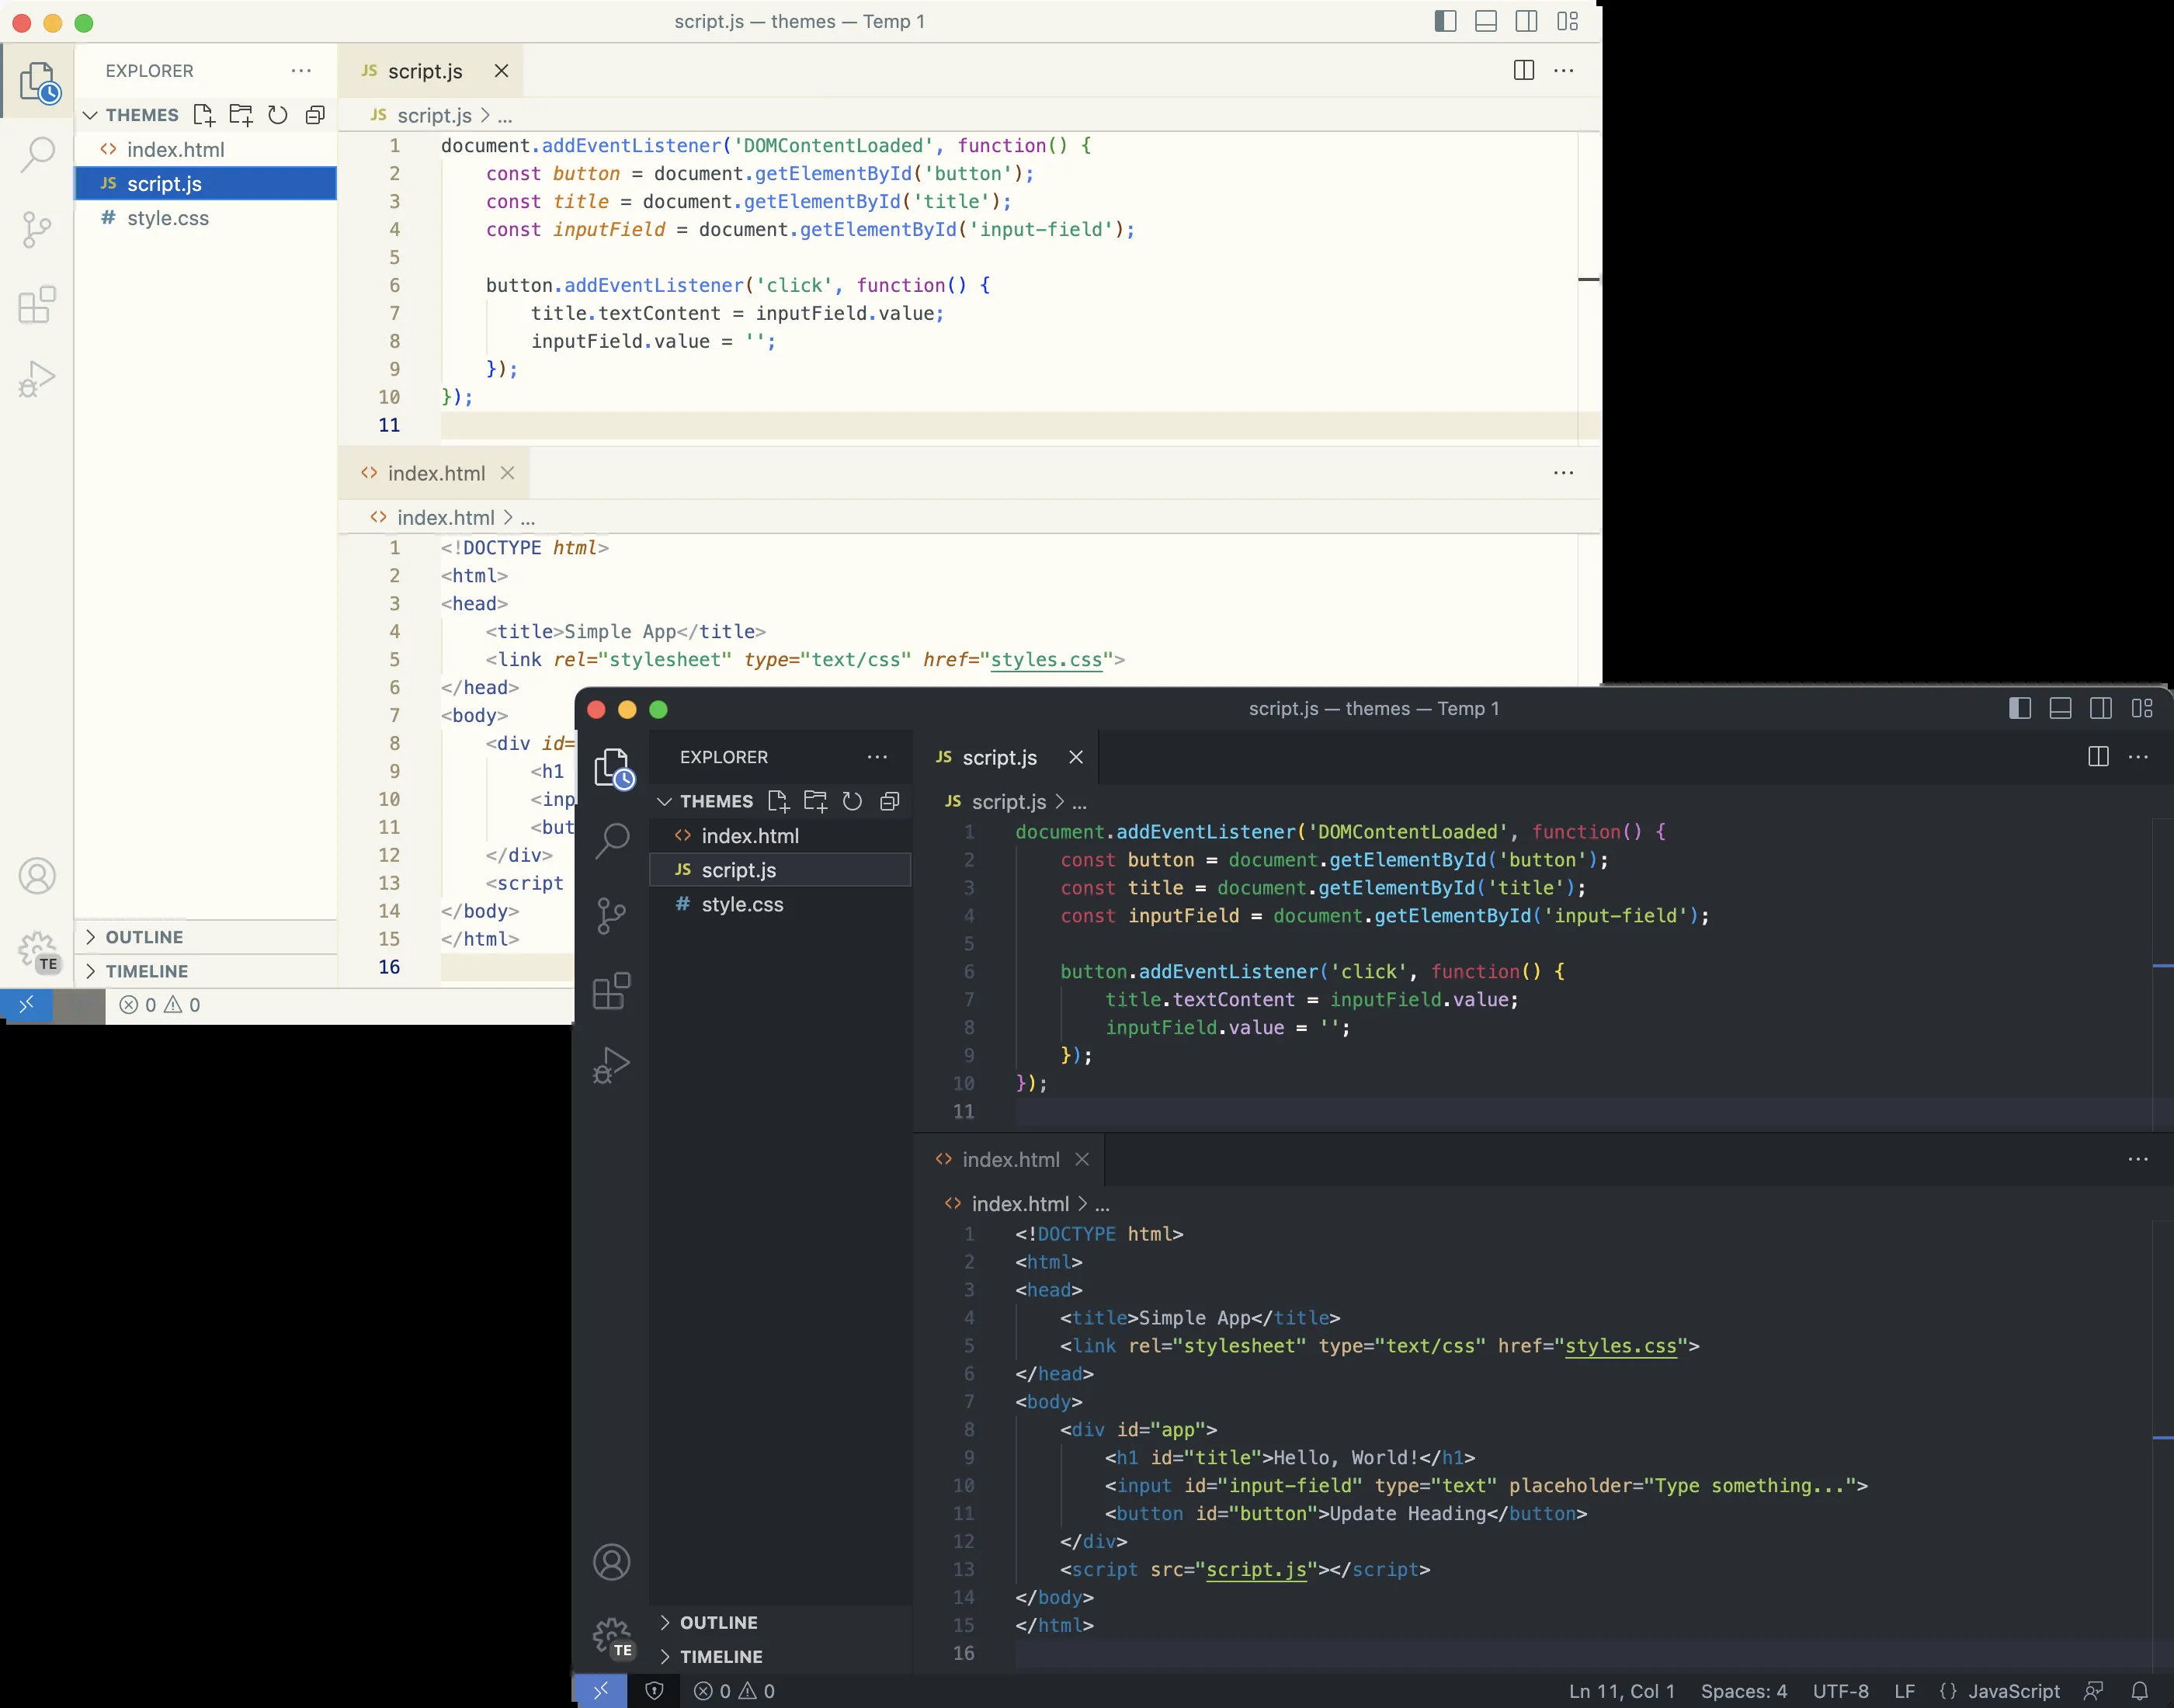 script.js — themes — Temp 1
EXPLORER
THEMES
index.html
script.js
style.css
OUTLINE
TIMELINE
TE
0 0
script.js
script.js > ...
1 document.addEventListener('DOMContentLoaded', function() {
2 const button = document.getElementById('button');
3 const title = document.getElementById('title');
4 const inputField = document.getElementById('input-field');
5
6 button.addEventListener('click', function() {
7 title.textContent = inputField.value;
8 inputField.value = '';
9 });
10 });
11
index.html
index.html > ...
1 <!DOCTYPE html>
2 <html>
3 <head>
4 <title>Simple App</title>
5 <link rel="stylesheet" type="text/css" href="styles.css">
6 </head>
7 <body>
8 <div id=
9 <h1
10 <inp
11 <but
12 </div>
13 <script
14 </body>
15 </html>
16
script.js — themes — Temp 1
EXPLORER
THEMES
index.html
script.js
style.css
OUTLINE
TIMELINE
TE
script.js
script.js > ...
1 document.addEventListener('DOMContentLoaded', function() {
2 const button = document.getElementById('button');
3 const title = document.getElementById('title');
4 const inputField = document.getElementById('input-field');
5
6 button.addEventListener('click', function() {
7 title.textContent = inputField.value;
8 inputField.value = '';
9 });
10 });
11
index.html
index.html > ...
1 <!DOCTYPE html>
2 <html>
3 <head>
4 <title>Simple App</title>
5 <link rel="stylesheet" type="text/css" href="styles.css">
6 </head>
7 <body>
8 <div id="app">
9 <h1 id="title">Hello, World!</h1>
10 <input id="input-field" type="text" placeholder="Type something...">
11 <button id="button">Update Heading</button>
12 </div>
13 <script src="script.js"></script>
14 </body>
15 </html>
16
0 0 Ln 11, Col 1 Spaces: 4 UTF-8 LF {} JavaScript